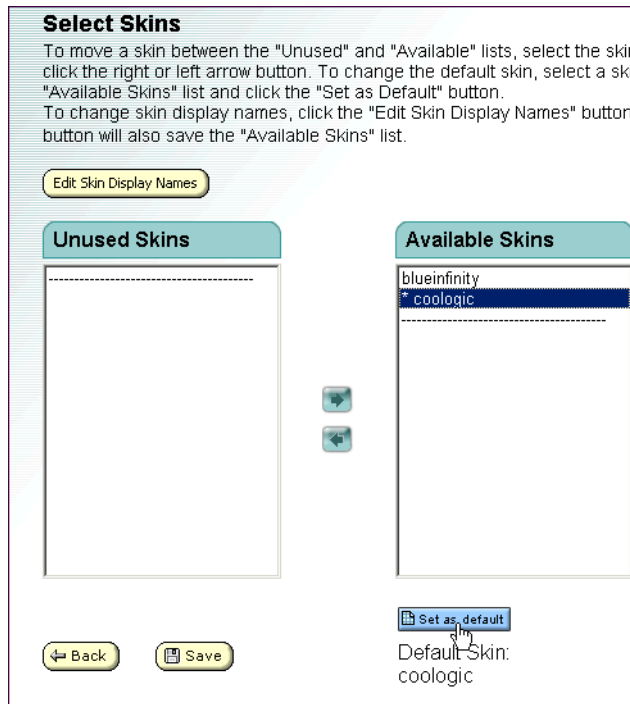 Select Skins
To move a skin between the "Unused" and "Available" lists, select the
click the right or left arrow button. To change the default skin, select a
"Available Skins" list and click the "Set as Default" button.
To change skin display names, click the "Edit Skin Display Names" button
button will also save the "Available Skins" list.
Edit Skin Display Names
Unused Skins
Available Skins
----------------------------------------
blueinfinity
* coologic
----------------------------------------
Set as default
Back
Save
Default Skin:
coologic